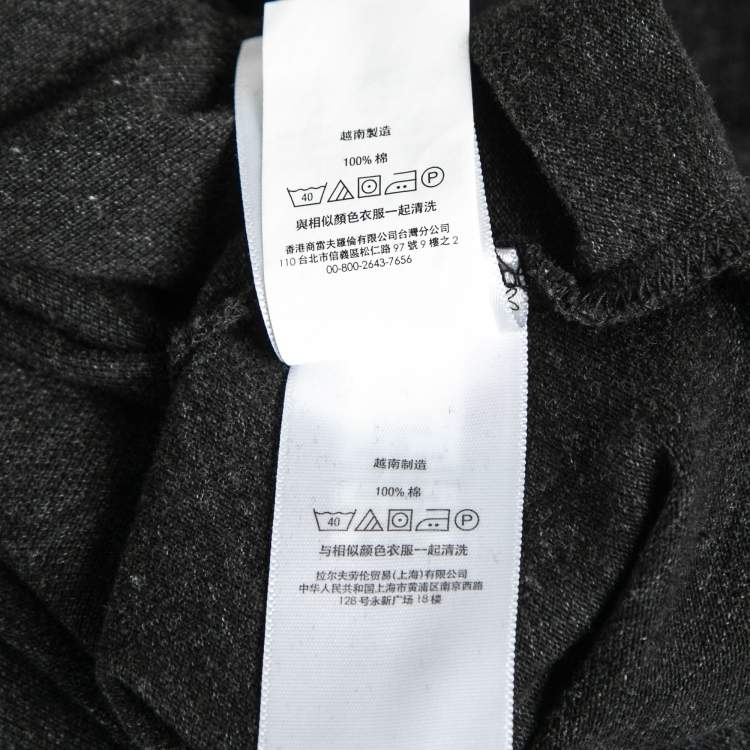 越南製造
100% 棉
40
P
與相似顏色衣服一起清洗
香港商雷夫羅倫有限公司台灣分公司
110 台北市信義區松仁路 97 號 9 樓之 2
00-800-2643-7656
越南制造
100% 棉
40
P
与相似颜色衣服一起清洗
拉尔夫劳伦贸易(上海)有限公司
中华人民共和国上海市黄浦区南京西路
128 号永新广场 18 楼